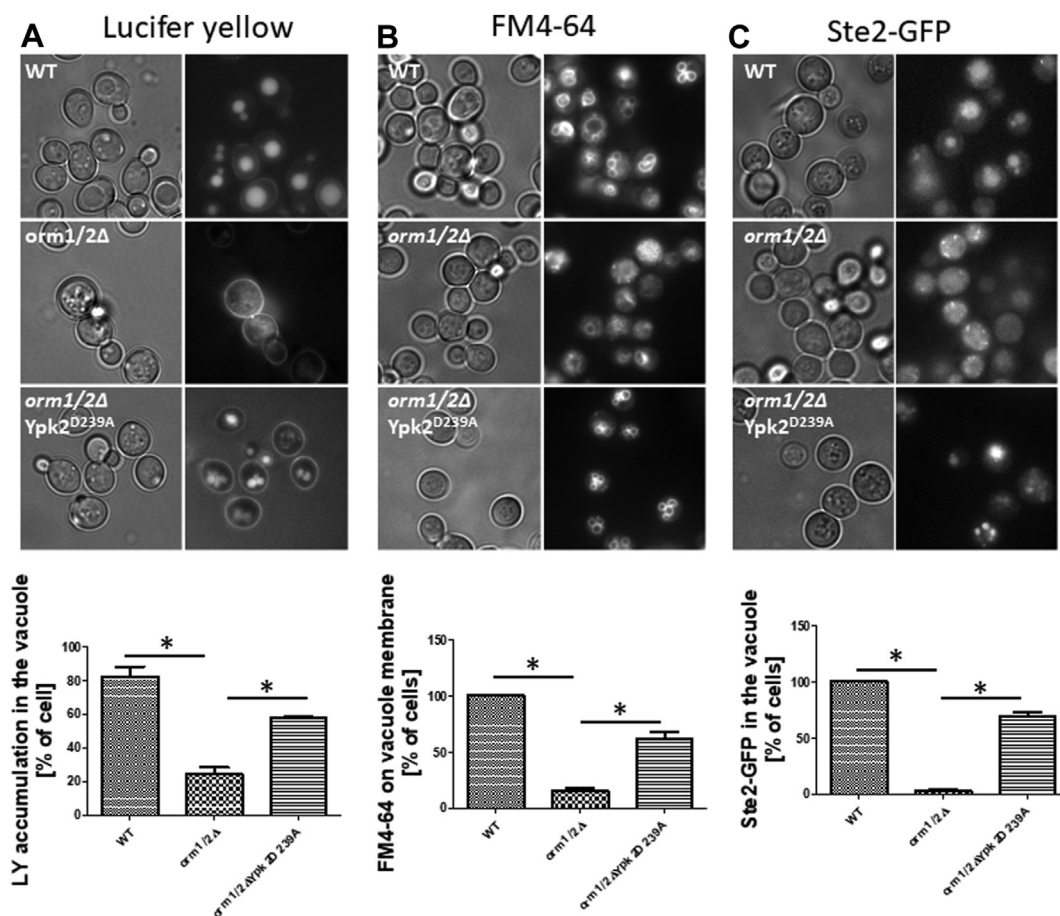 A Lucifer yellow
B FM4-64
C Ste2-GFP
WT
WT
WT
orm1/2Δ
orm1/2Δ
orm1/2Δ
orm1/2Δ
Ypk2D239A
orm1/2Δ
Ypk2D239A
orm1/2Δ
Ypk2D239A
LY accumulation in the vacuole
[% of cell]
100
80
60
40
20
0
*
*
WT
orm1/2Δ
orm1/2ΔYpk2D239A
FM4-64 on vacuole membrane
[% of cells]
150
100
50
0
*
*
WT
orm1/2Δ
orm1/2ΔYpk2D239A
Ste2-GFP in the vacuole
[% of cells]
150
100
50
0
*
*
WT
orm1/2Δ
orm1/2ΔYpk2D239A